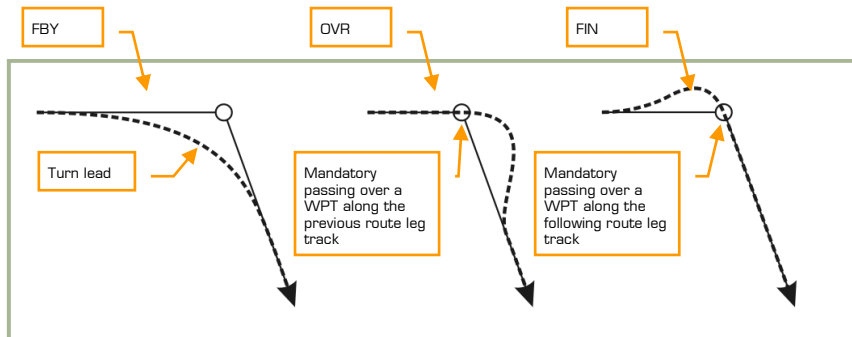 FBY
OVR
FIN
Turn lead
Mandatory
passing over a
WPT along the
previous route leg
track
Mandatory
passing over a
WPT along the
following route leg
track